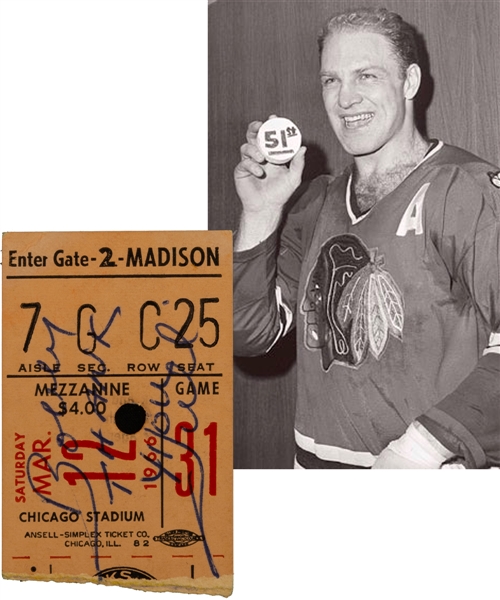 51st
A
Enter Gate-2-MADISON
7 G C 25
AISLE SEC. ROW SEAT
MEZZANINE GAME
$4.00
SATURDAY MAR. 12 1966 31
CHICAGO STADIUM
ANSELL-SIMPLEX TICKET CO.
CHICAGO, ILL. 82